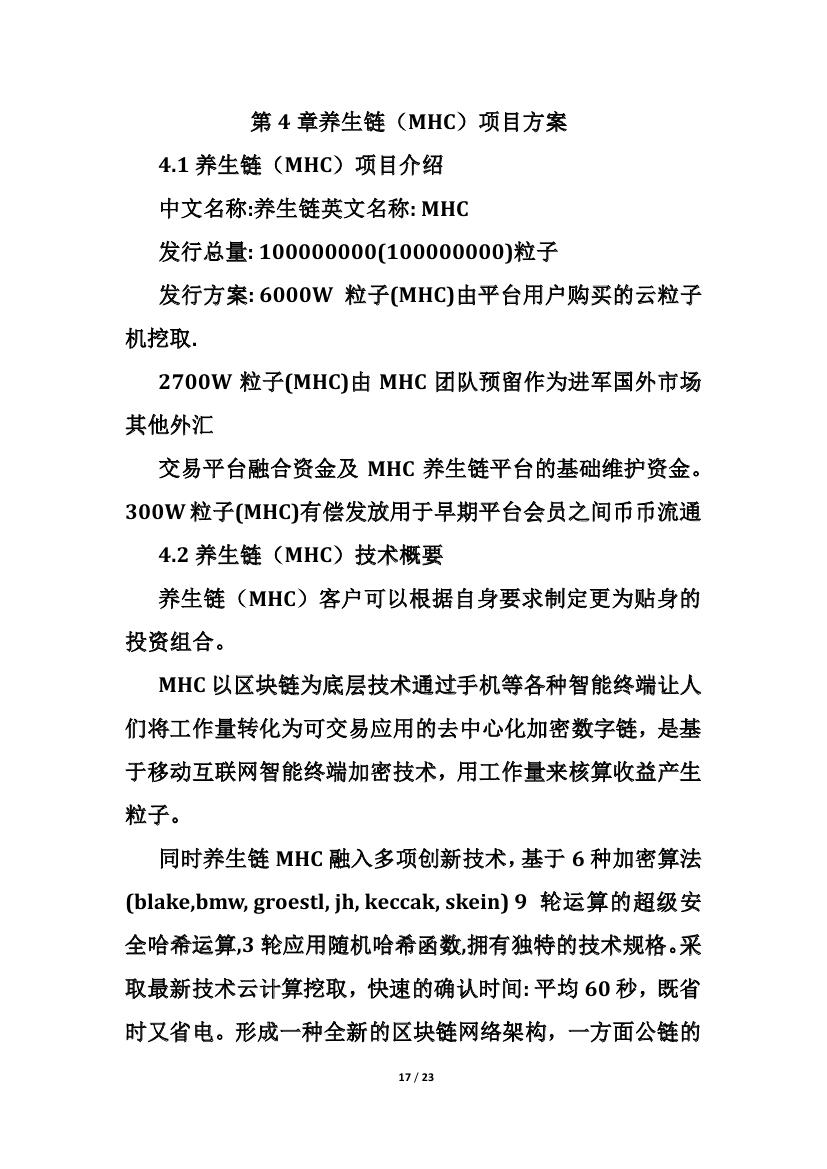 第 4 章养生链（MHC）项目方案
4.1 养生链（MHC）项目介绍
中文名称:养生链英文名称: MHC
发行总量: 100000000(100000000)粒子
发行方案: 6000W 粒子(MHC)由平台用户购买的云粒子
机挖取.
2700W 粒子(MHC)由 MHC 团队预留作为进军国外市场
其他外汇
交易平台融合资金及 MHC 养生链平台的基础维护资金。
300W 粒子(MHC)有偿发放用于早期平台会员之间币币流通
4.2 养生链（MHC）技术概要
养生链（MHC）客户可以根据自身要求制定更为贴身的
投资组合。
MHC 以区块链为底层技术通过手机等各种智能终端让人
们将工作量转化为可交易应用的去中心化加密数字链，是基
于移动互联网智能终端加密技术，用工作量来核算收益产生
粒子。
同时养生链 MHC 融入多项创新技术，基于 6 种加密算法
(blake,bmw, groestl, jh, keccak, skein) 9 轮运算的超级安
全哈希运算,3 轮应用随机哈希函数,拥有独特的技术规格。采
取最新技术云计算挖取，快速的确认时间: 平均 60 秒，既省
时又省电。形成一种全新的区块链网络架构，一方面公链的
17 / 23